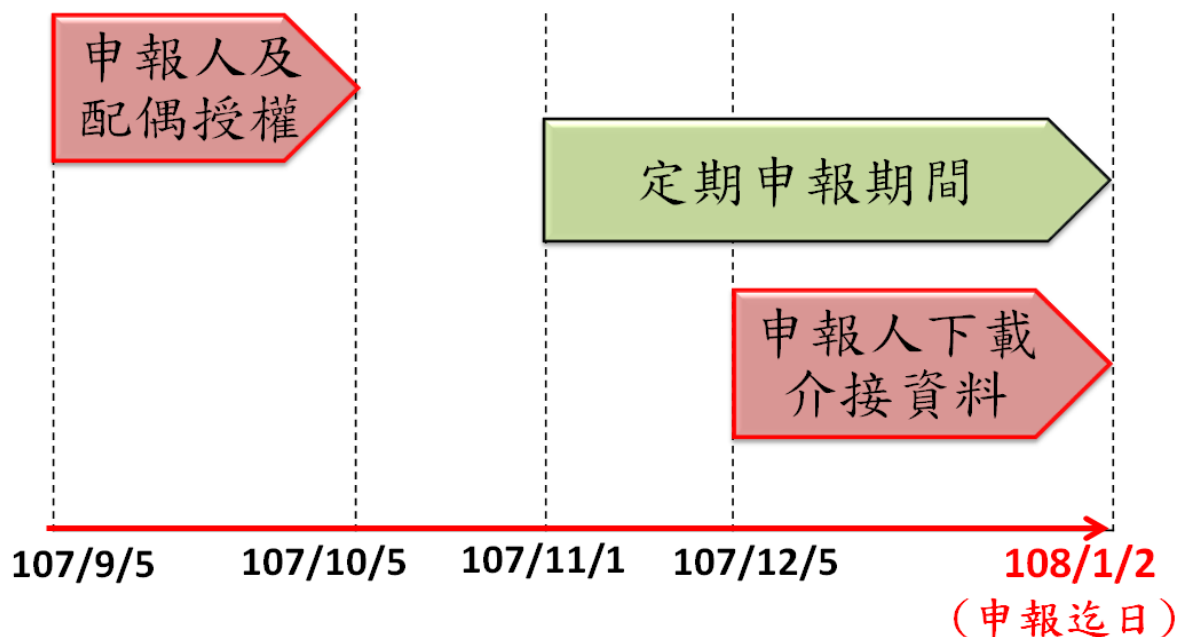 申報人及
配偶授權
定期申報期間
申報人下載
介接資料
107/9/5
107/10/5
107/11/1
107/12/5
108/1/2
（申報迄日）